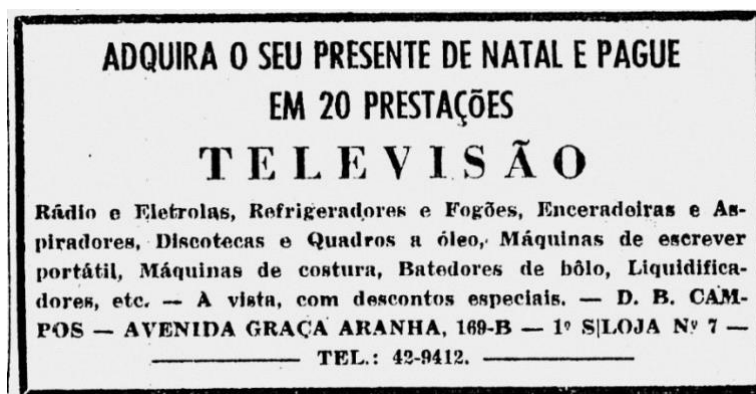 ADQUIRA O SEU PRESENTE DE NATAL E PAGUE
EM 20 PRESTAÇÕES
TELEVISÃO
Rádio e Eletrolas, Refrigeradores e Fogões, Enceradeiras e As-
piradores, Discotecas e Quadros a óleo, Máquinas de escrever
portátil, Máquinas de costura, Batedores de bôlo, Liquidifica-
dores, etc. — À vista, com descontos especiais. — D. B. CAM-
POS — AVENIDA GRAÇA ARANHA, 169-B — 1º S|LOJA Nº 7 —
TEL.: 42-9412.